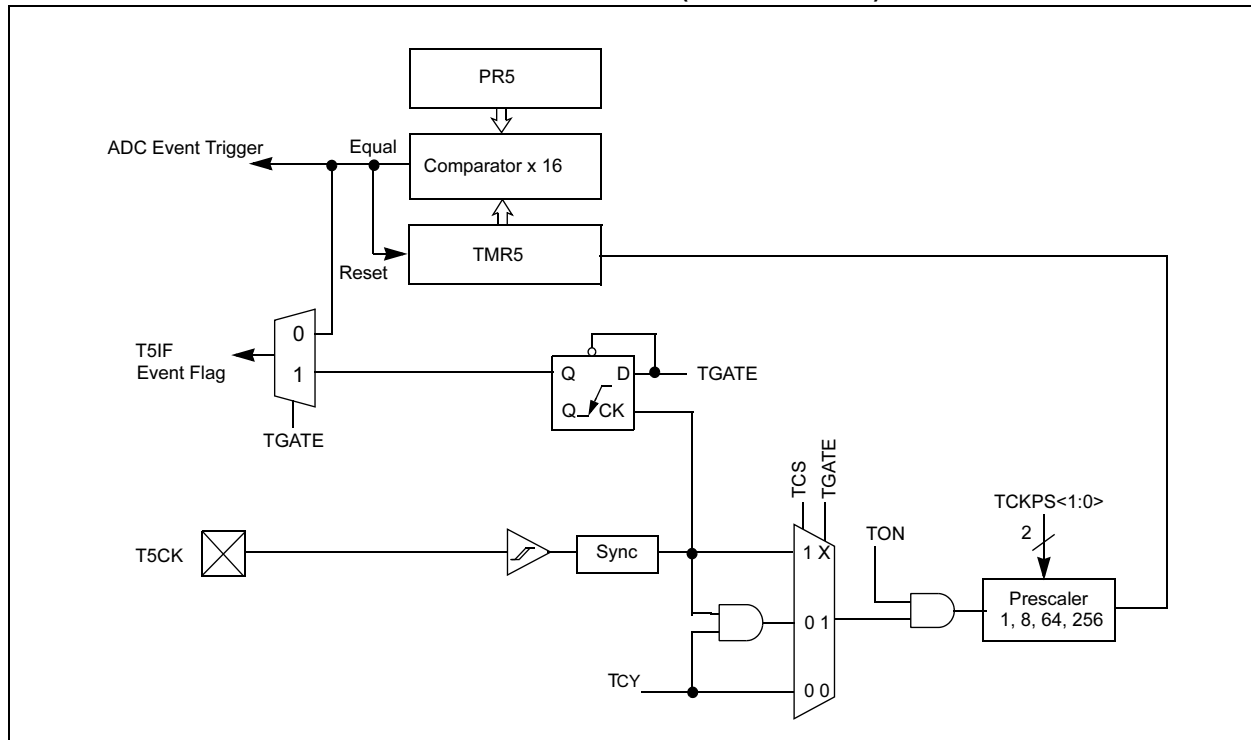 PR5
ADC Event Trigger
Equal
Comparator x 16
TMR5
Reset
0
T5IF
Event Flag
1
Q
D
TGATE
Q
CK
TGATE
TCS
TGATE
TCKPS<1:0>
2
TON
T5CK
Sync
1 X
Prescaler
1, 8, 64, 256
0 1
TCY
0 0